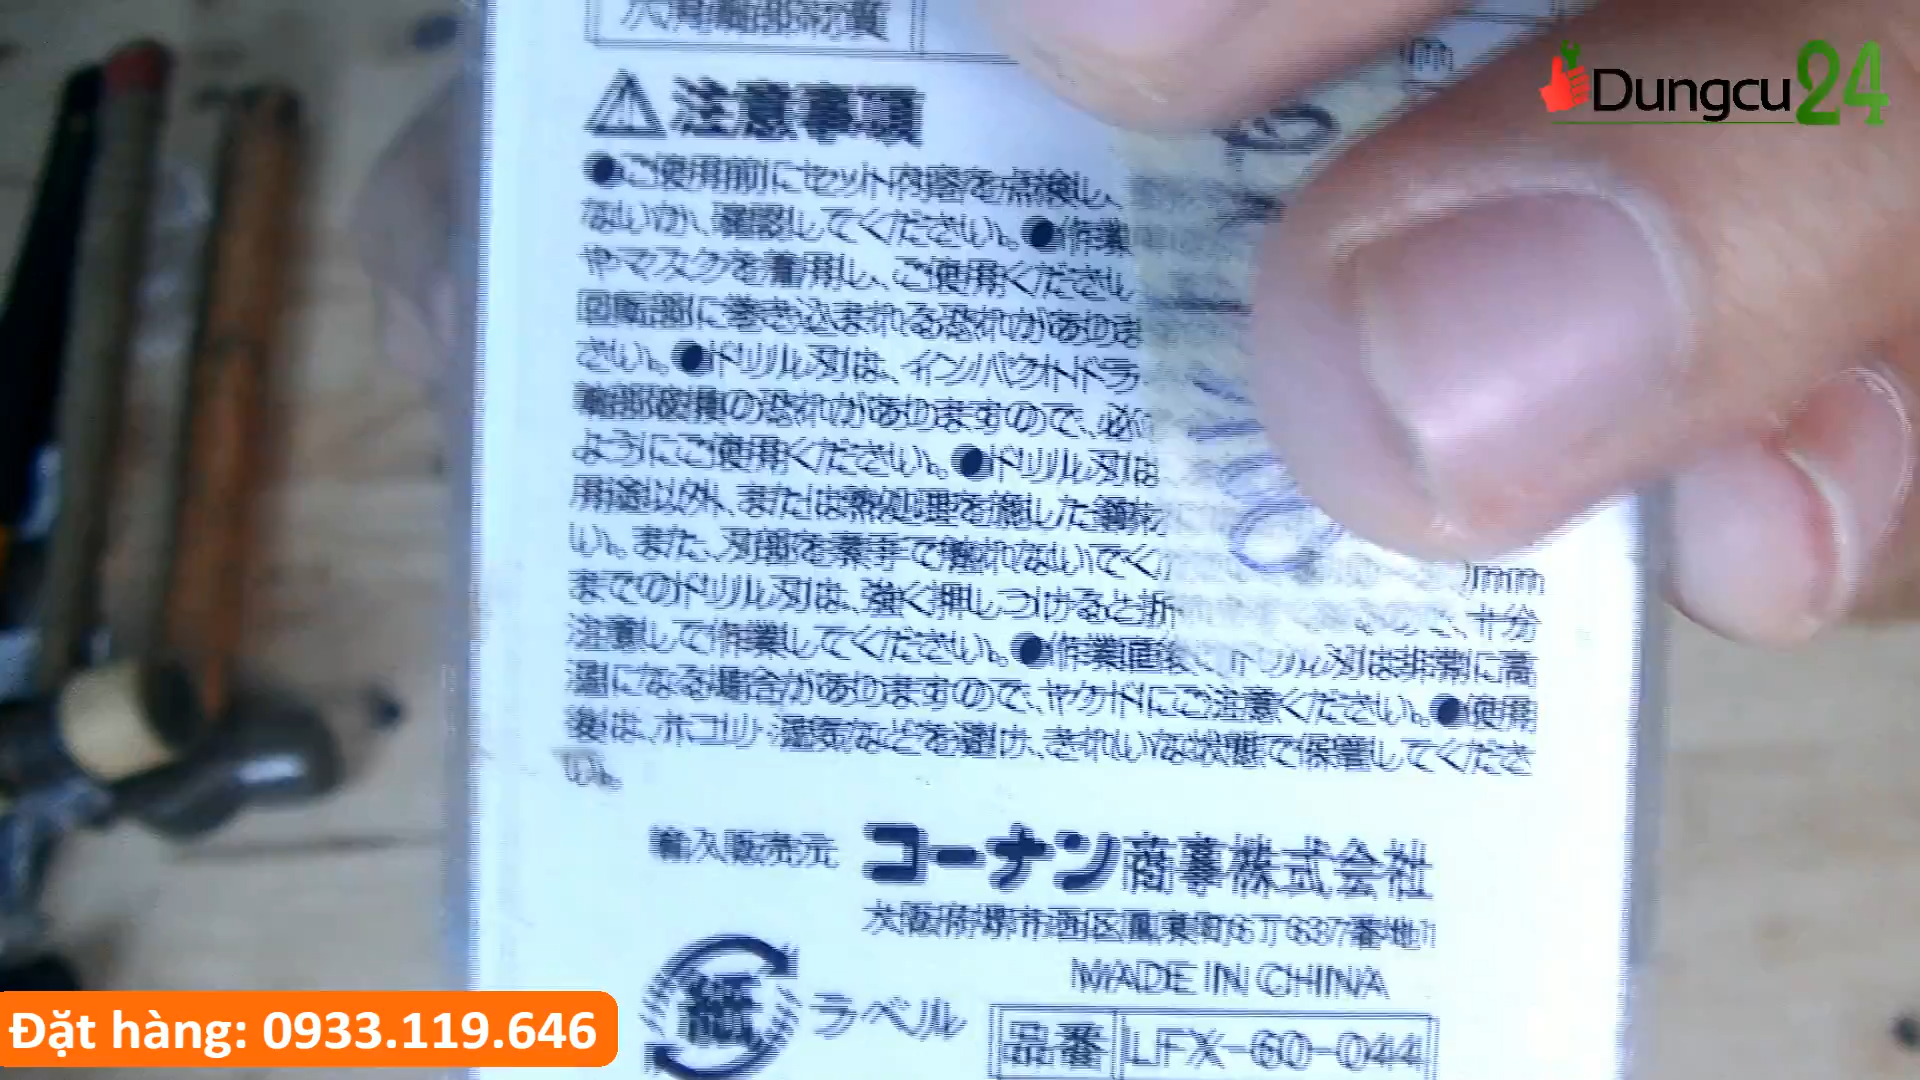 Dungcu24
六角軸部材質
mm
注意事項
●ご使用前にセット内容を点検し、
ないか、確認してください。●作業
やマスクを着用し、ご使用ください
回転部に巻き込まれる恐れがありま
さい。●ドリル刃は、インパクトドラ
軸部破損の恐れがありますので、必
ようにご使用ください。●ドリル刃は
用途以外、または熱処理を施した鋼材
い。また、刃部を素手で触れないでく
mm
までのドリル刃は、強く押しつけると折 ので、十分
注意して作業してください。●作業直後、ドリル刃は非常に高
温になる場合がありますので、ヤケドにご注意ください。●使用
後は、ホコリ・湿気などを避け、きれいな状態で保管してくださ
い。
輸入販売元 コーナン商事株式会社
大阪府堺市西区鳳東町6丁637番地1
MADE IN CHINA
紙 ラベル
品番 LFX-60-044
Đặt hàng: 0933.119.646